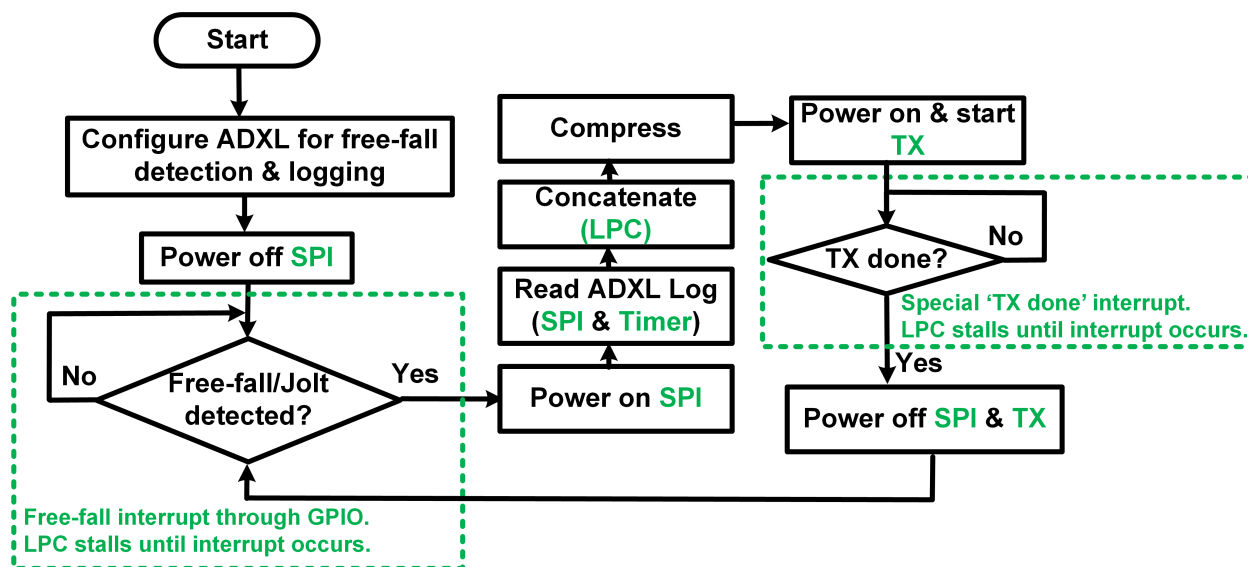 Start
Configure ADXL for free-fall
detection & logging
Power off SPI
No
Free-fall/Jolt
detected?
Yes
Free-fall interrupt through GPIO.
LPC stalls until interrupt occurs.
Power on SPI
Read ADXL Log
(SPI & Timer)
Concatenate
(LPC)
Compress
Power on & start
TX
TX done?
No
Special ‘TX done’ interrupt.
LPC stalls until interrupt occurs.
Yes
Power off SPI & TX